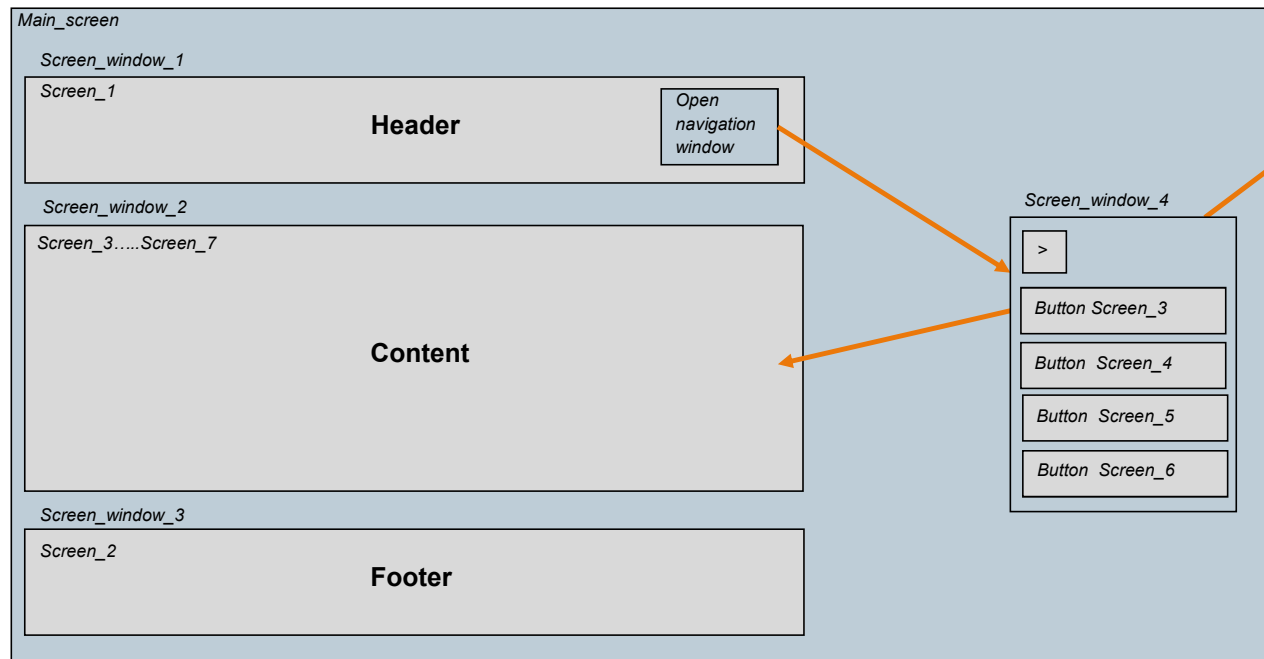 Main_screen
Screen_window_1
Screen_1
Header
Open
navigation
window
Screen_window_2
Screen_3…..Screen_7
Content
Screen_window_3
Screen_2
Footer
Screen_window_4
>
Button Screen_3
Button  Screen_4
Button  Screen_5
Button  Screen_6